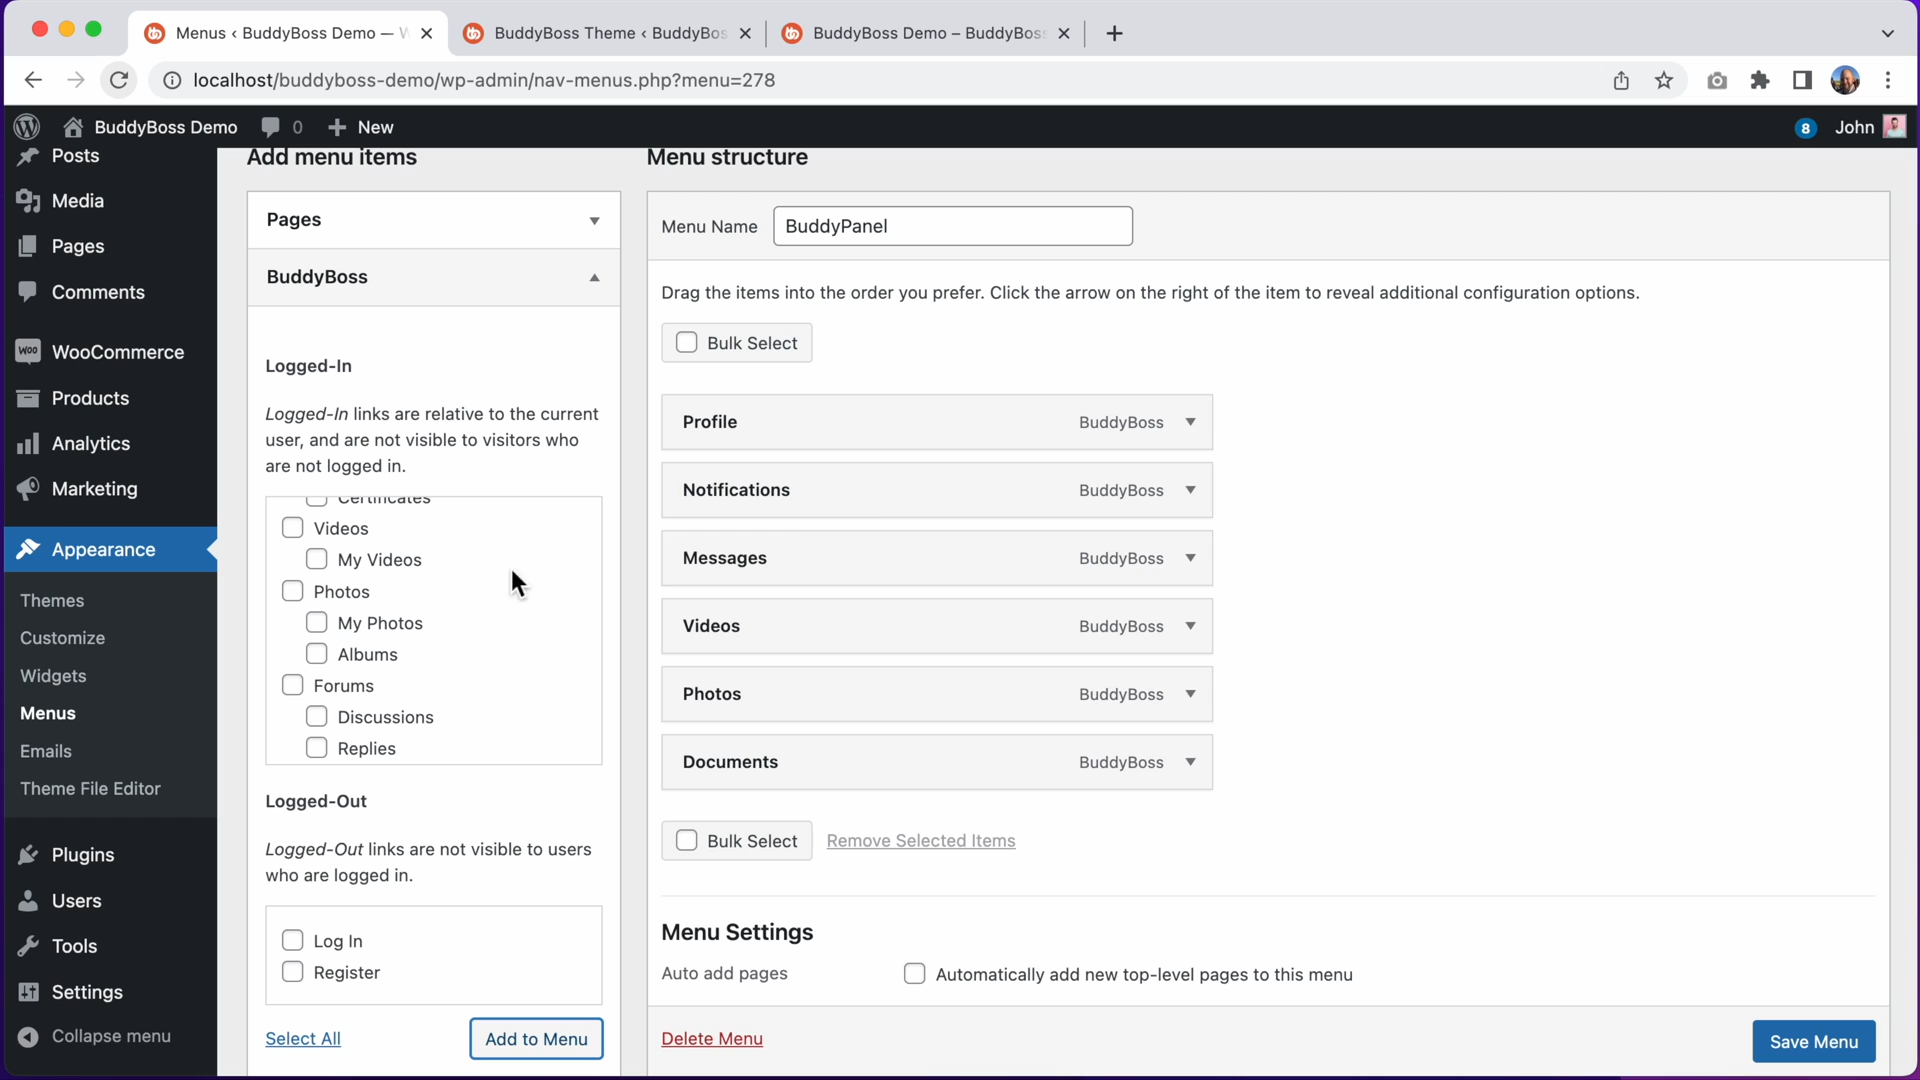 Menus ‹ BuddyBoss Demo — W
BuddyBoss Theme ‹ BuddyBos
BuddyBoss Demo – BuddyBoss
localhost/buddyboss-demo/wp-admin/nav-menus.php?menu=278
BuddyBoss Demo
0
New
8
John
Posts
Media
Pages
Comments
WOO
WooCommerce
Products
Analytics
Marketing
Appearance
Themes
Customize
Widgets
Menus
Emails
Theme File Editor
Plugins
Users
Tools
Settings
Collapse menu
Add menu items
Pages
BuddyBoss
Logged-In
Logged-In links are relative to the current
user, and are not visible to visitors who
are not logged in.
Certificates
Videos
My Videos
Photos
My Photos
Albums
Forums
Discussions
Replies
Logged-Out
Logged-Out links are not visible to users
who are logged in.
Log In
Register
Select All
Add to Menu
Menu structure
Menu Name
BuddyPanel
Drag the items into the order you prefer. Click the arrow on the right of the item to reveal additional configuration options.
Bulk Select
Profile BuddyBoss
Notifications BuddyBoss
Messages BuddyBoss
Videos BuddyBoss
Photos BuddyBoss
Documents BuddyBoss
Bulk Select
Remove Selected Items
Menu Settings
Auto add pages
Automatically add new top-level pages to this menu
Delete Menu
Save Menu